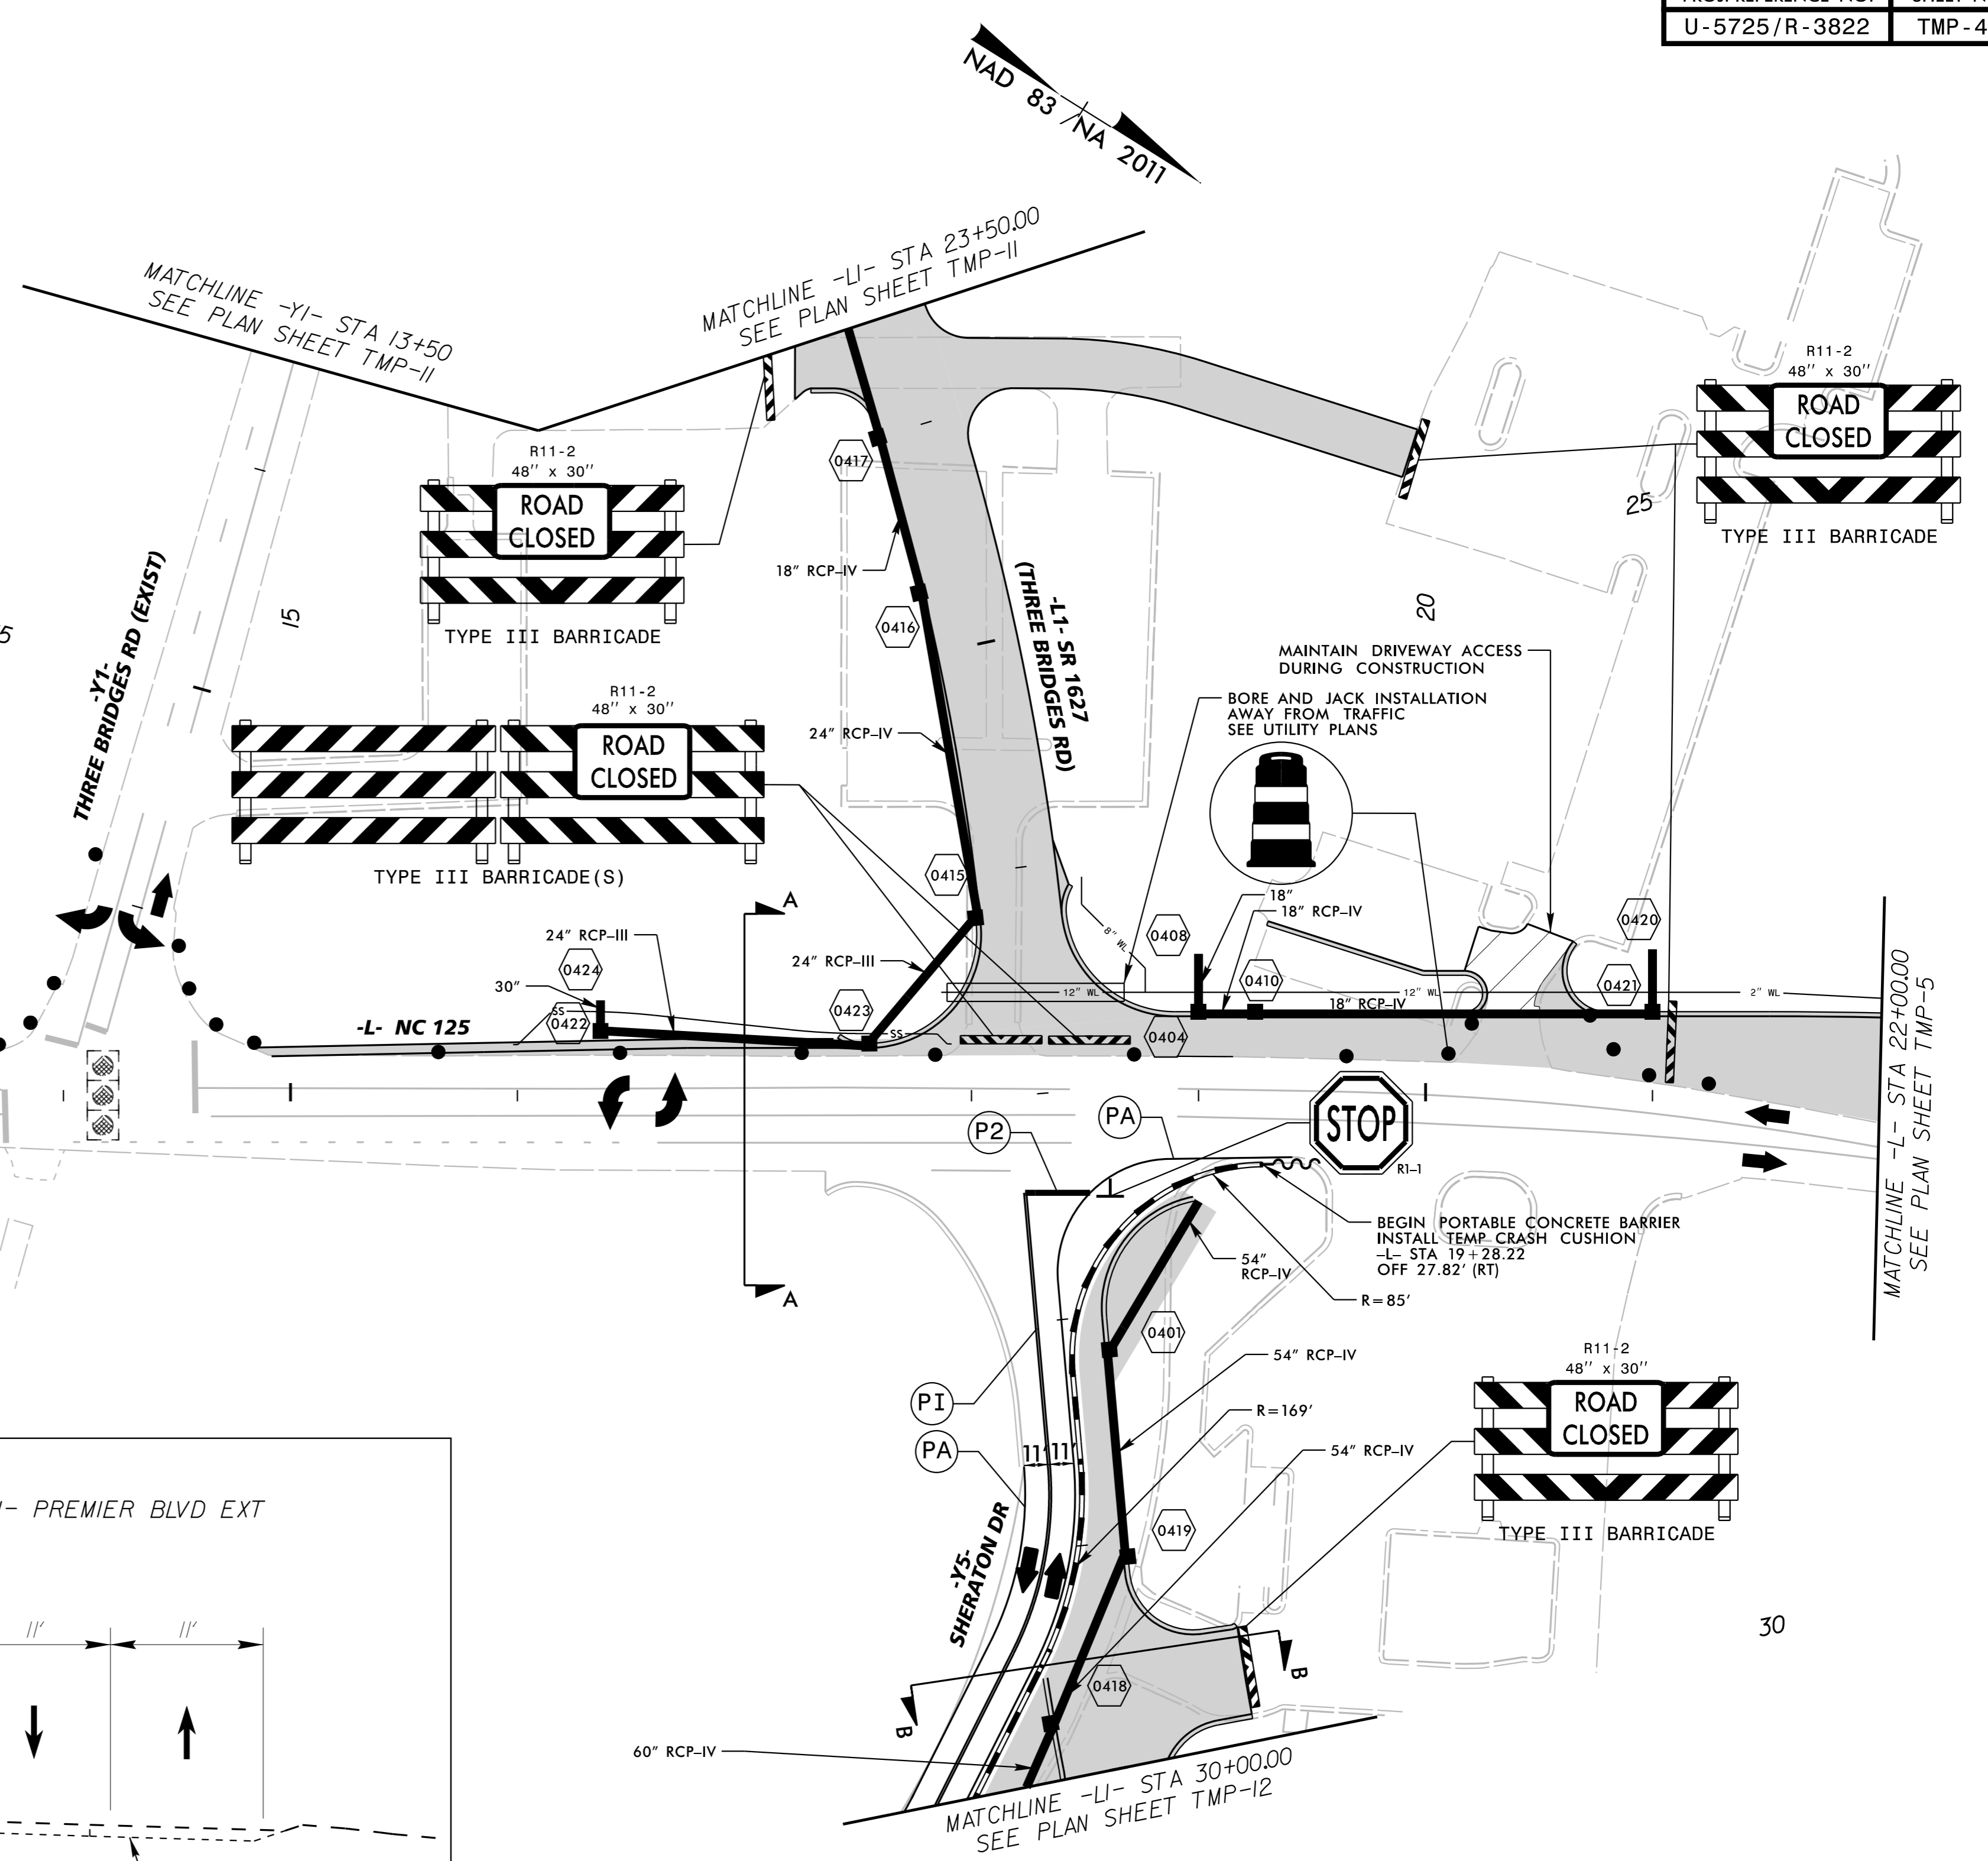 U-5725/R-3822
TMP-4
NAD 83 /NA 2011
MATCHLINE -Y1- STA 13+50
SEE PLAN SHEET TMP-11
MATCHLINE -L1- STA 23+50.00
SEE PLAN SHEET TMP-11
R11-2
48" x 30"
ROAD
CLOSED
TYPE III BARRICADE
R11-2
48" x 30"
ROAD
CLOSED
TYPE III BARRICADE
25
20
15
5
-Y1-
THREE BRIDGES RD (EXIST)
0417
18" RCP-IV
0416
-L1- SR 1627
(THREE BRIDGES RD)
MAINTAIN DRIVEWAY ACCESS
DURING CONSTRUCTION
BORE AND JACK INSTALLATION
AWAY FROM TRAFFIC
SEE UTILITY PLANS
R11-2
48" x 30"
ROAD
CLOSED
TYPE III BARRICADE(S)
24" RCP-IV
0415
A
24" RCP-III
0424
30"
0422
SS
24" RCP-III
0423
SS
-L- NC 125
8" WL
12" WL
0408
18"
18" RCP-IV
0410
12" WL
18" RCP-IV
0404
0420
0421
2" WL
MATCHLINE -L- STA 22+00.00
SEE PLAN SHEET TMP-5
P2
PA
STOP
R1-1
A
BEGIN PORTABLE CONCRETE BARRIER
INSTALL TEMP CRASH CUSHION
-L- STA 19+28.22
OFF 27.82' (RT)
54"
RCP-IV
R=85'
0401
54" RCP-IV
PI
PA
11' 11'
R=169'
54" RCP-IV
R11-2
48" x 30"
ROAD
CLOSED
TYPE III BARRICADE
0419
-Y5-
SHERATON DR
30
0418
B
B
60" RCP-IV
MATCHLINE -L1- STA 30+00.00
SEE PLAN SHEET TMP-12
- PREMIER BLVD EXT
11'
11'